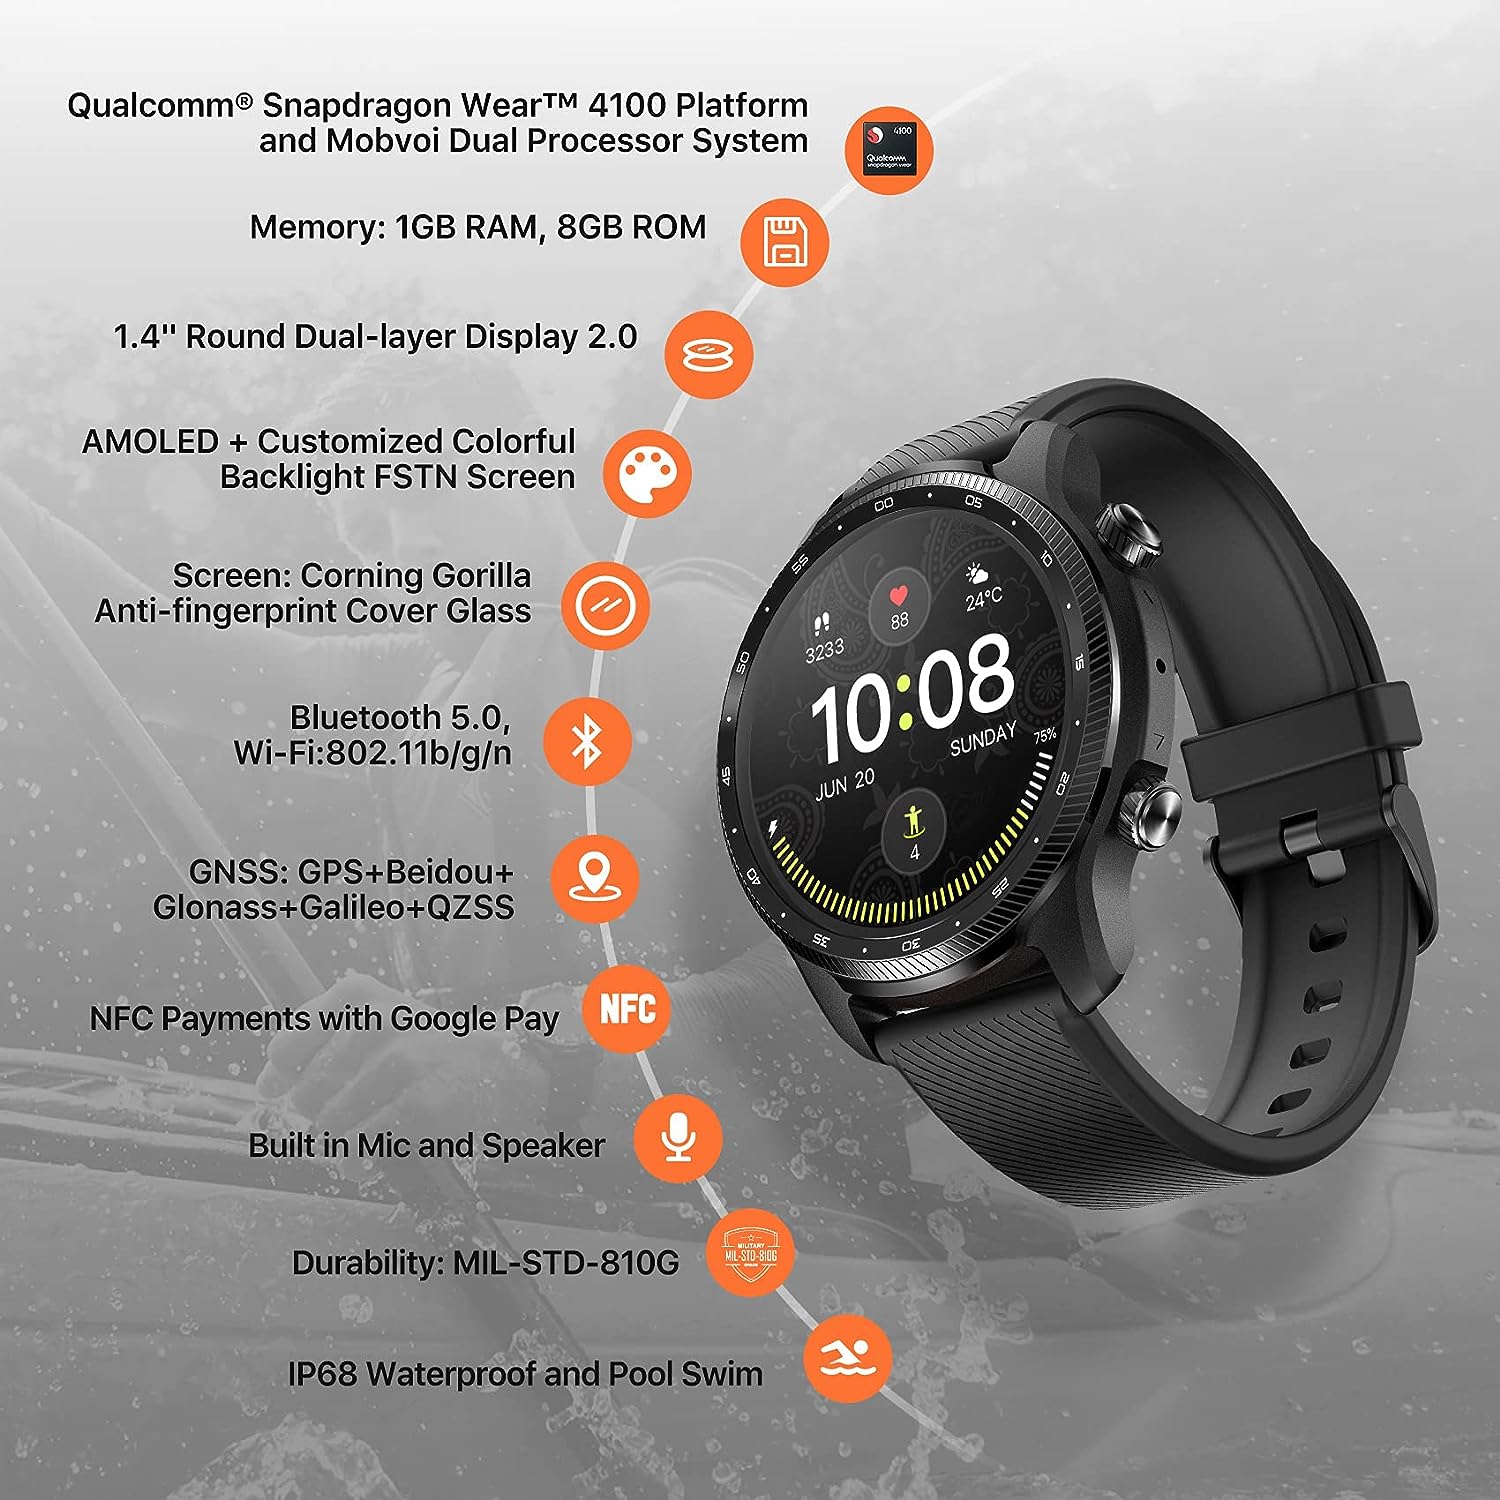 Qualcomm® Snapdragon Wear™ 4100 Platform
and Mobvoi Dual Processor System
4100
Qualcomm
snapdragon wear
Memory: 1GB RAM, 8GB ROM
1.4" Round Dual-layer Display 2.0
AMOLED + Customized Colorful
Backlight FSTN Screen
Screen: Corning Gorilla
Anti-fingerprint Cover Glass
Bluetooth 5.0,
Wi-Fi:802.11b/g/n
GNSS: GPS+Beidou+
Glonass+Galileo+QZSS
NFC Payments with Google Pay
NFC
Built in Mic and Speaker
Durability: MIL-STD-810G
MILITARY
MIL-STD-810G
IP68 Waterproof and Pool Swim
00
05
10
15
20
25
30
35
40
45
50
55
3233
88
24°C
10:08
SUNDAY
JUN 20
75%
4